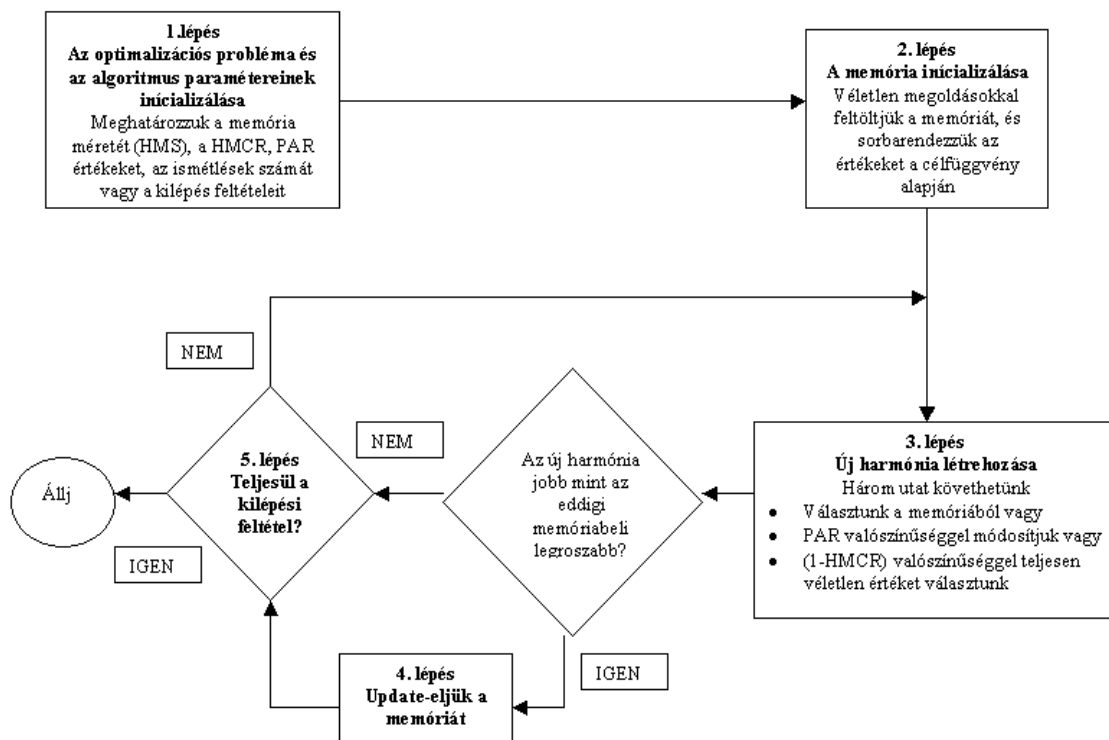 1.lépés
Az optimalizációs probléma és
az algoritmus paramétereinek
inícializálása
Meghatározzuk a memória
méretét (HMS), a HMCR, PAR
értékeket, az ismétlések számát
vagy a kilépés feltételeit
2. lépés
A memória inícializálása
Véletlen megoldásokkal
feltöltjük a memóriát, és
sorbarendezzük az
értékeket a célfüggvény
alapján
NEM
NEM
5. lépés
Teljesül a
kilépési
feltétel?
Állj
IGEN
Az új harmónia
jobb mint az
eddigi
memóriabeli
legroszabb?
3. lépés
Új harmónia létrehozása
Három utat követhetünk
• Választunk a memóriából vagy
• PAR valószínűséggel módosítjuk vagy
• (1-HMCR) valószínűséggel teljesen
véletlen értéket választunk
4. lépés
Update-eljük a
memóriát
IGEN